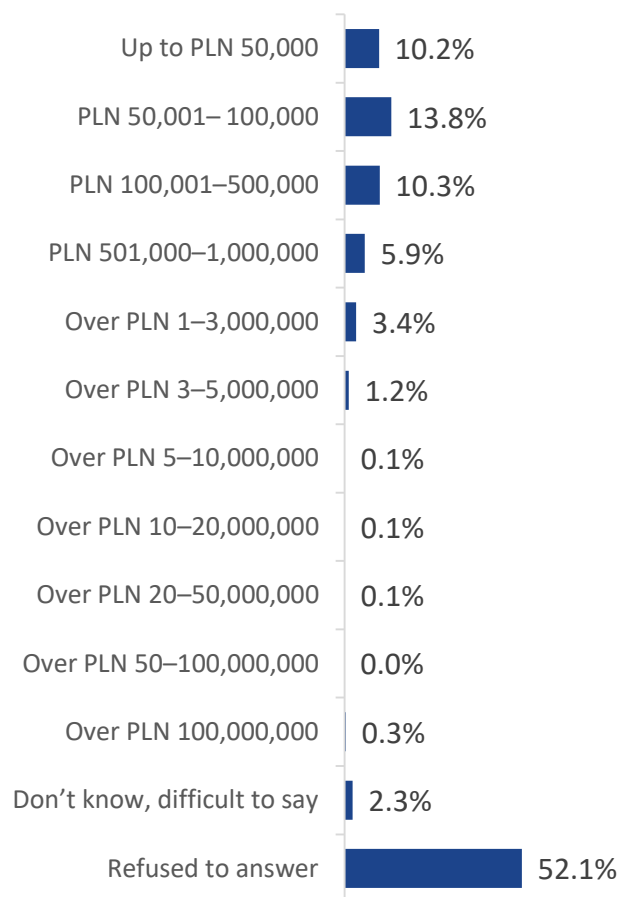 Up to PLN 50,000 10.2%
PLN 50,001– 100,000 13.8%
PLN 100,001–500,000 10.3%
PLN 501,000–1,000,000 5.9%
Over PLN 1–3,000,000 3.4%
Over PLN 3–5,000,000 1.2%
Over PLN 5–10,000,000 0.1%
Over PLN 10–20,000,000 0.1%
Over PLN 20–50,000,000 0.1%
Over PLN 50–100,000,000 0.0%
Over PLN 100,000,000 0.3%
Don’t know, difficult to say 2.3%
Refused to answer 52.1%